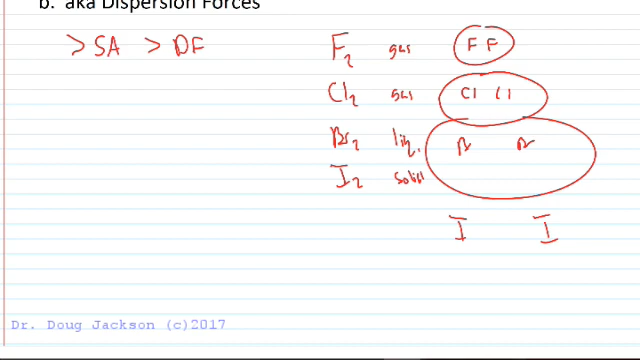 b. aka Dispersion Forces
> SA > DF
F2 gas F F
Cl2 gas Cl Cl
Br2 liq. Br Br
I2 solid
I I
Dr. Doug Jackson (c)2017